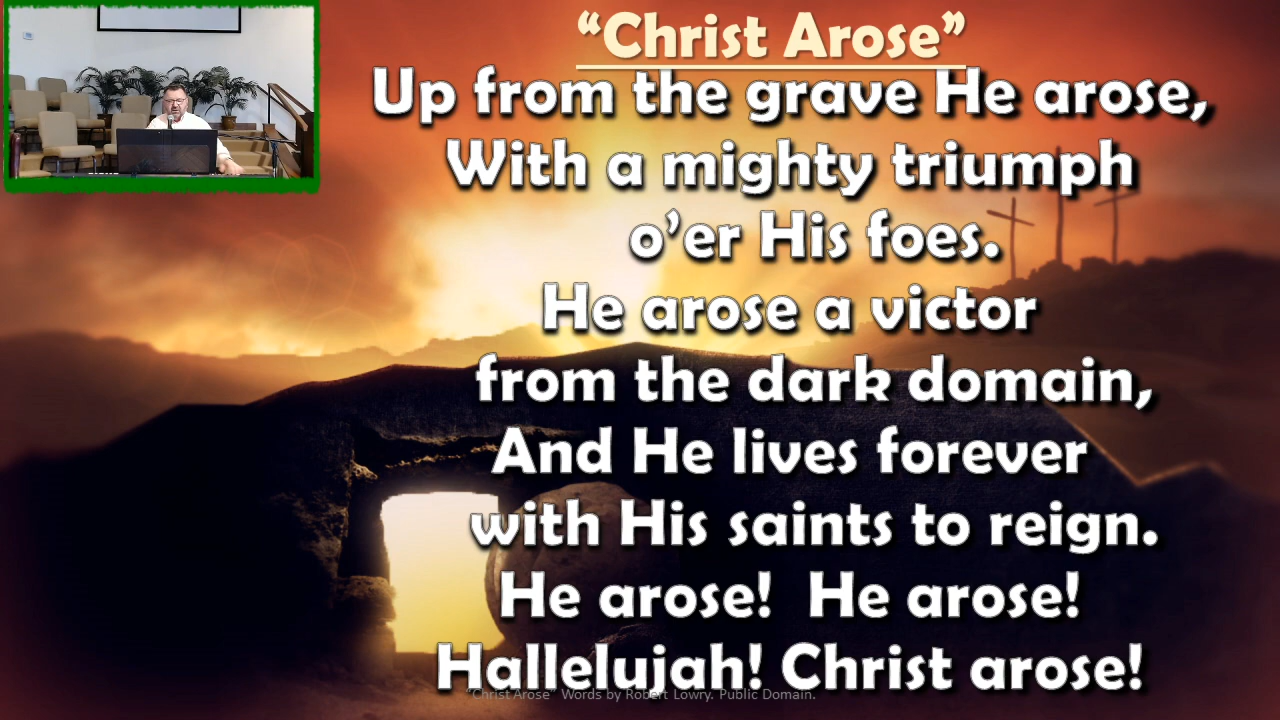 “Christ Arose”
Up from the grave He arose,
With a mighty triumph
o’er His foes.
He arose a victor
from the dark domain,
And He lives forever
with His saints to reign.
He arose! He arose!
Hallelujah! Christ arose!
“Christ Arose” Words by Robert Lowry. Public Domain.